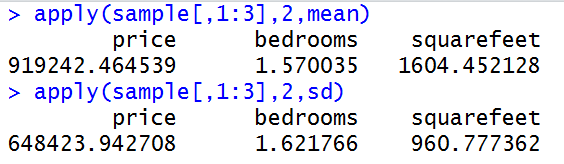 > apply(sample[,1:3],2,mean)
price bedrooms squarefeet
919242.464539 1.570035 1604.452128
> apply(sample[,1:3],2,sd)
price bedrooms squarefeet
648423.942708 1.621766 960.777362